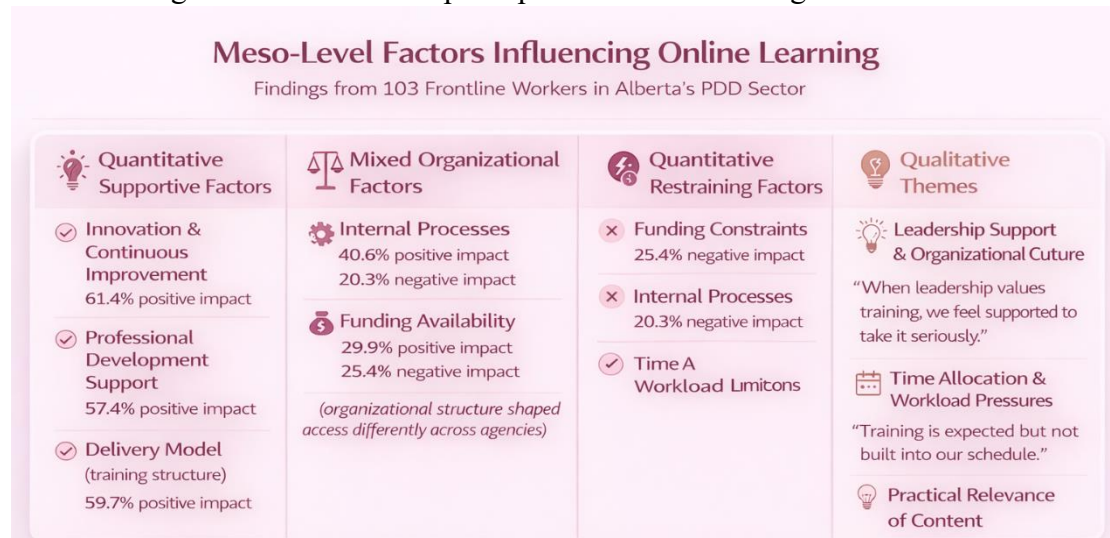 Meso-Level Factors Influencing Online Learning
Findings from 103 Frontline Workers in Alberta's PDD Sector
Quantitative
Supportive Factors
Innovation &
Continuous
Improvement
61.4% positive impact
Professional
Development
Support
57.4% positive impact
Delivery Model
(training structure)
59.7% positive impact
Mixed Organizational
Factors
Internal Processes
40.6% positive impact
20.3% negative impact
Funding Availability
29.9% positive impact
25.4% negative impact
(organizational structure shaped
access differently across agencies)
Quantitative
Restraining Factors
Funding Constraints
25.4% negative impact
Internal Processes
20.3% negative impact
Time A
Workload Limitons
Qualitative
Themes
Leadership Support
& Organizational Cuture
“When leadership values
training, we feel supported to
take it seriously.”
Time Allocation &
Workload Pressures
“Training is expected but not
built into our schedule.”
Practical Relevance
of Content